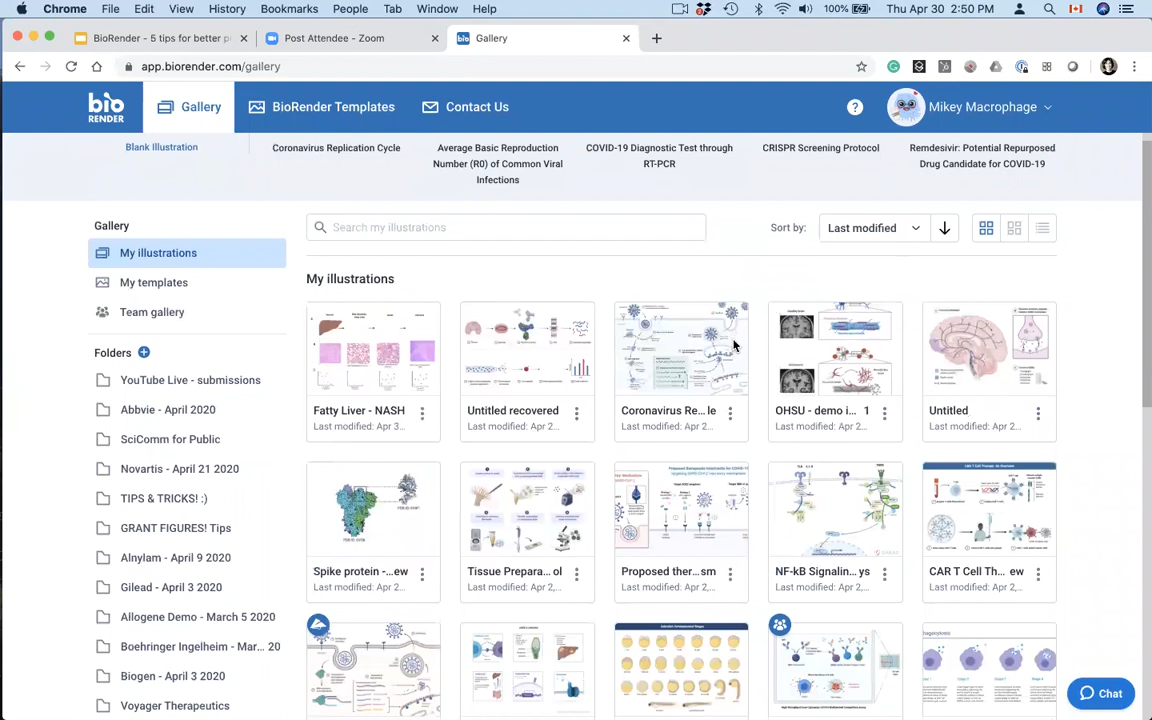 Chrome File Edit View History Bookmarks People Tab Window Help 100% Thu Apr 30 2:50 PM
BioRender - 5 tips for better p
Post Attendee - Zoom
bio Gallery
app.biorender.com/gallery
bio RENDER
Gallery
BioRender Templates
Contact Us
?
Mikey Macrophage
Blank Illustration
Coronavirus Replication Cycle
Average Basic Reproduction
Number (R0) of Common Viral
Infections
COVID-19 Diagnostic Test through
RT-PCR
CRISPR Screening Protocol
Remdesivir: Potential Repurposed
Drug Candidate for COVID-19
Gallery
My illustrations
My templates
Team gallery
Folders
YouTube Live - submissions
Abbvie - April 2020
SciComm for Public
Novartis - April 21 2020
TIPS & TRICKS! :)
GRANT FIGURES! Tips
Alnylam - April 9 2020
Gilead - April 3 2020
Allogene Demo - March 5 2020
Boehringer Ingelheim - Mar... 20
Biogen - April 3 2020
Voyager Therapeutics
Search my illustrations
Sort by:
Last modified
My illustrations
Fatty Liver - NASH
Last modified: Apr 3...
Untitled recovered
Last modified: Apr 2...
Coronavirus Re... le
Last modified: Apr 2...
OHSU - demo i... 1
Last modified: Apr 2...
Untitled
Last modified: Apr 2...
Spike protein -...ew
Last modified: Apr 2...
Tissue Prepara... ol
Last modified: Apr 2,...
Proposed ther...sm
Last modified: Apr 2,...
NF-kB Signalin... ys
Last modified: Apr 2,...
CAR T Cell Th... ew
Last modified: Apr 2,...
Chat